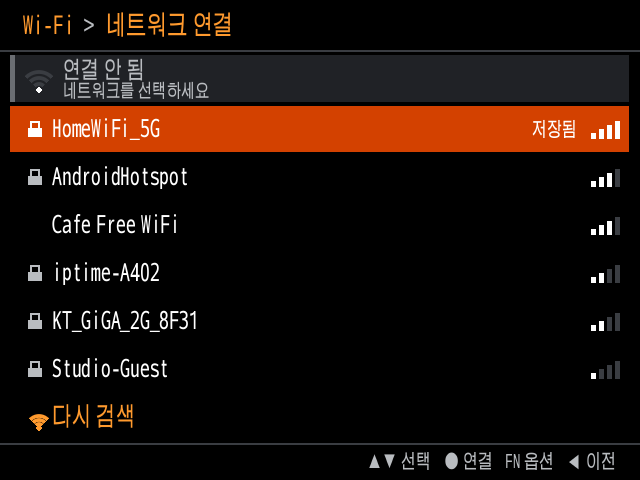 Wi-Fi > 네트워크 연결
연결 안 됨
네트워크를 선택하세요
HomeWiFi_5G 저장됨
AndroidHotspot
Cafe Free WiFi
iptime-A402
KT_GiGA_2G_8F31
Studio-Guest
다시 검색
▲▼ 선택 ● 연결 FN 옵션 ◀ 이전